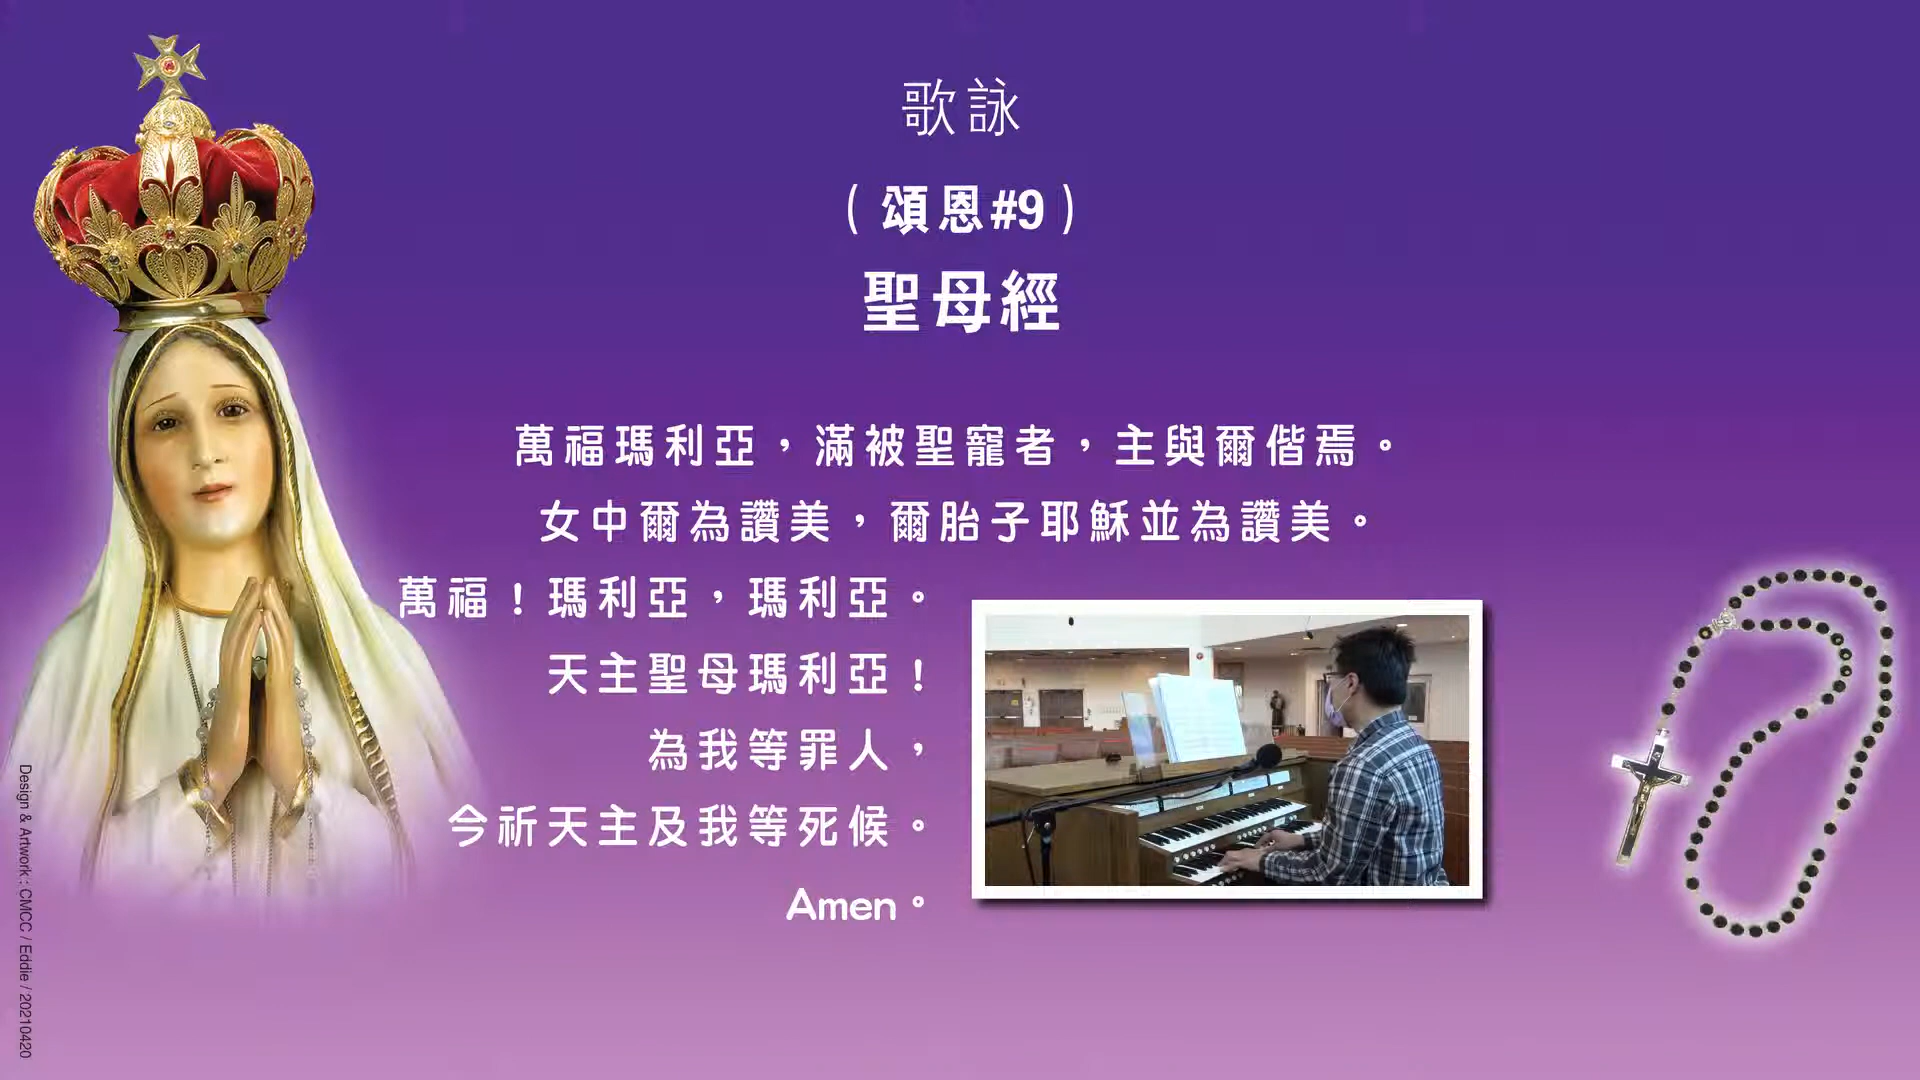 歌詠
（頌恩#9）
聖母經
萬福瑪利亞，滿被聖寵者，主與爾偕焉。
女中爾為讚美，爾胎子耶穌並為讚美。
萬福！瑪利亞，瑪利亞。
天主聖母瑪利亞！
為我等罪人，
今祈天主及我等死候。
Amen。
Design & Artwork : CMCC / Eddie / 20210420